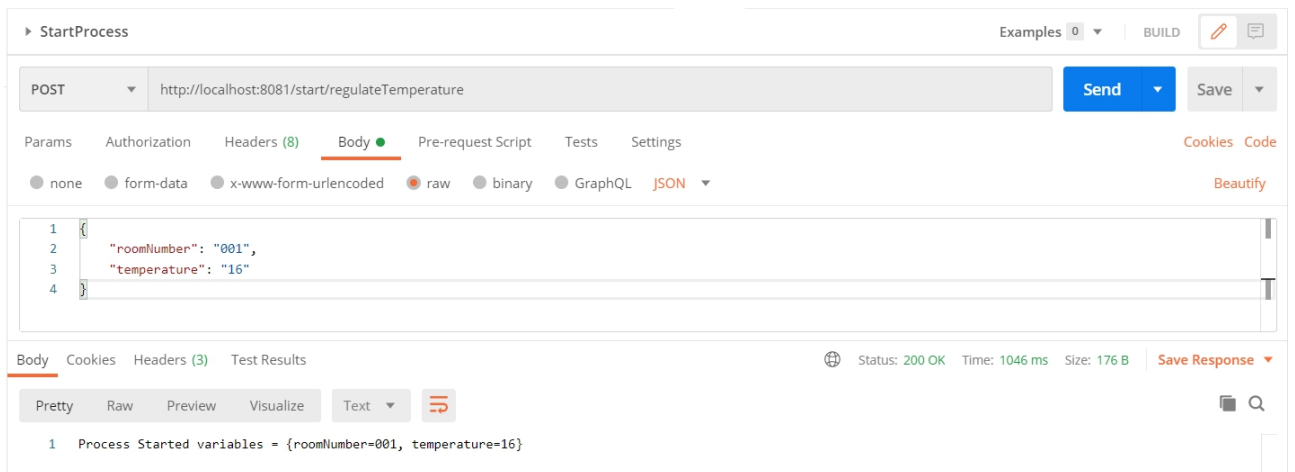 StartProcess Examples 0 BUILD
POST http://localhost:8081/start/regulateTemperature Send Save
Params Authorization Headers (8) Body Pre-request Script Tests Settings Cookies Code
none form-data x-www-form-urlencoded raw binary GraphQL JSON Beautify
1 {
2 "roomNumber": "001",
3 "temperature": "16"
4 }
Body Cookies Headers (3) Test Results Status: 200 OK Time: 1046 ms Size: 176 B Save Response
Pretty Raw Preview Visualize Text
1 Process Started variables = {roomNumber=001, temperature=16}